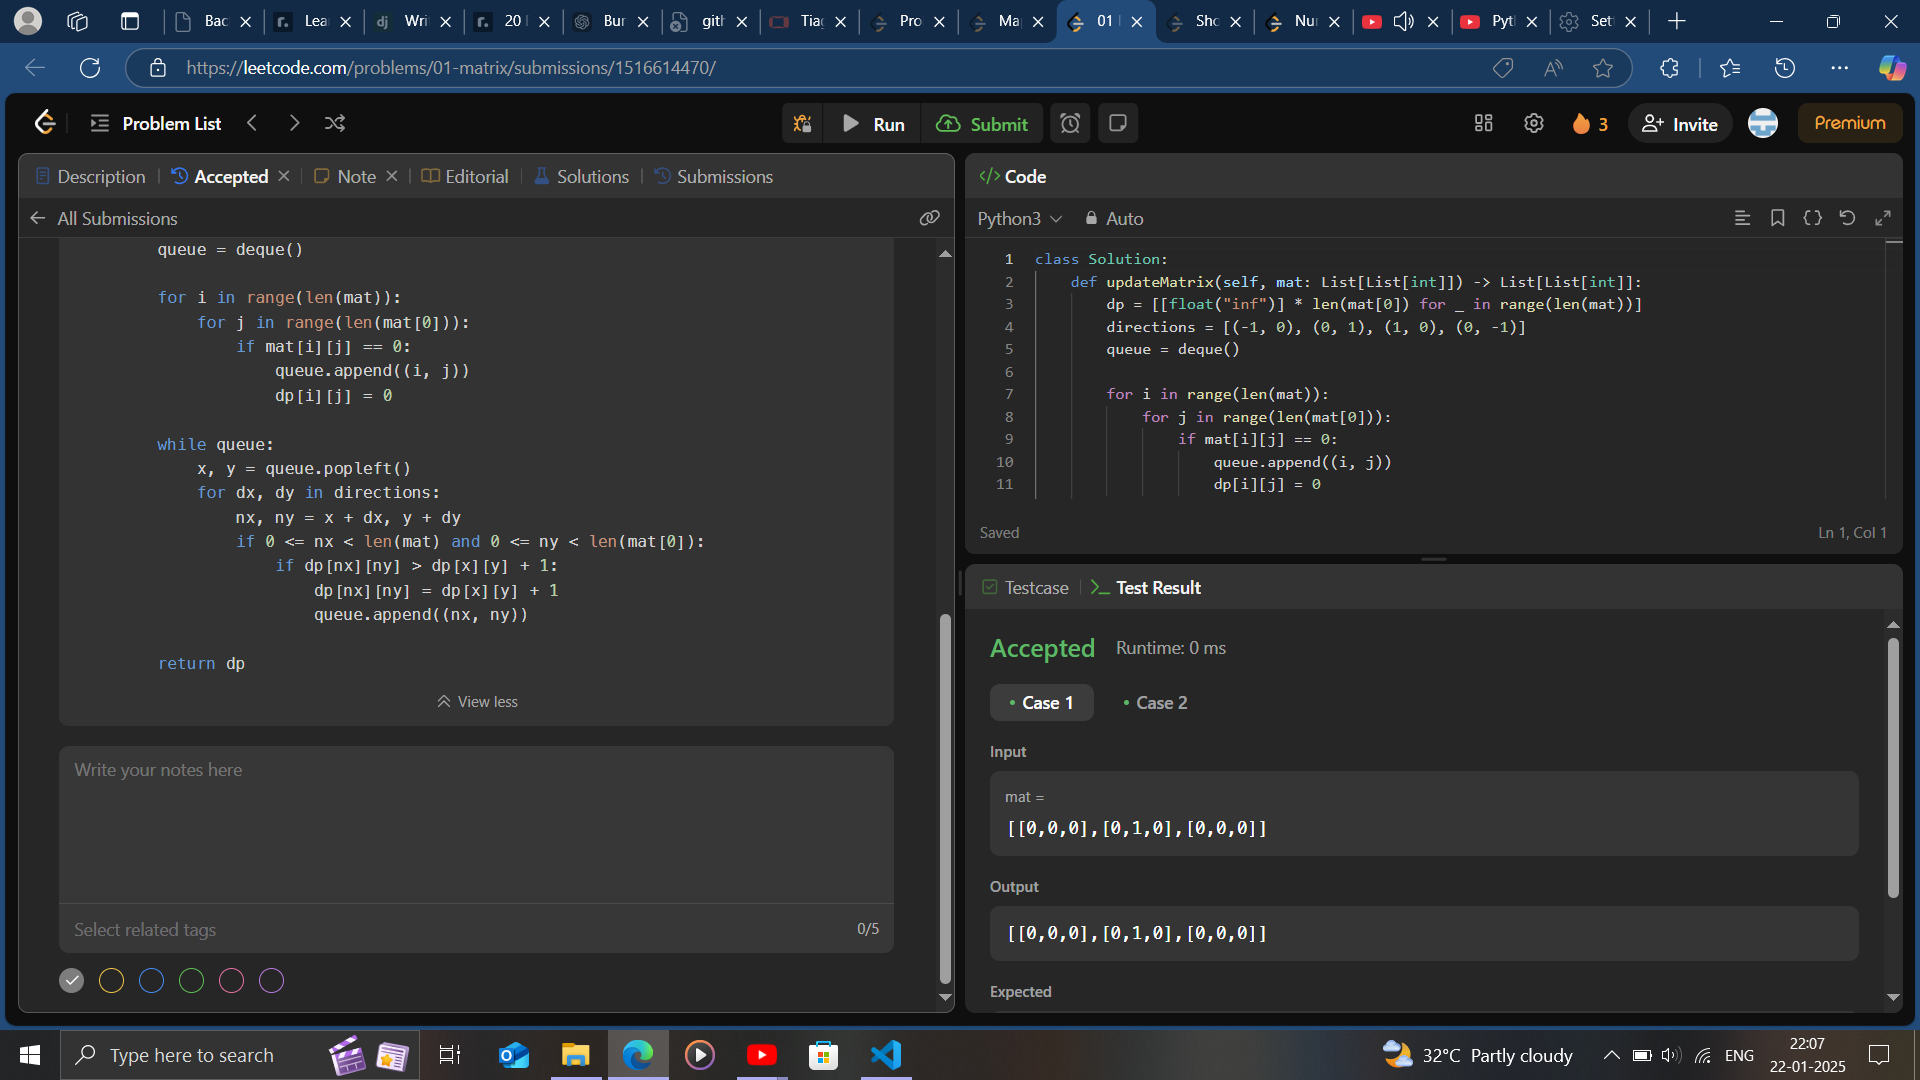 Bac
Lea
Wri
20
Bur
gith
Tia
Pro
Ma
01
Sho
Nu
Pyt
Set
https://leetcode.com/problems/01-matrix/submissions/1516614470/
Problem List
Run
Submit
3
Invite
Premium
Description
Accepted
Note
Editorial
Solutions
Submissions
All Submissions
queue = deque()
for i in range(len(mat)):
for j in range(len(mat[0])):
if mat[i][j] == 0:
queue.append((i, j))
dp[i][j] = 0
while queue:
x, y = queue.popleft()
for dx, dy in directions:
nx, ny = x + dx, y + dy
if 0 <= nx < len(mat) and 0 <= ny < len(mat[0]):
if dp[nx][ny] > dp[x][y] + 1:
dp[nx][ny] = dp[x][y] + 1
queue.append((nx, ny))
return dp
View less
Write your notes here
Select related tags
0/5
</> Code
Python3
Auto
1 class Solution:
2 def updateMatrix(self, mat: List[List[int]]) -> List[List[int]]:
3 dp = [[float("inf")] * len(mat[0]) for _ in range(len(mat))]
4 directions = [(-1, 0), (0, 1), (1, 0), (0, -1)]
5 queue = deque()
6
7 for i in range(len(mat)):
8 for j in range(len(mat[0])):
9 if mat[i][j] == 0:
10 queue.append((i, j))
11 dp[i][j] = 0
Saved
Ln 1, Col 1
Testcase
Test Result
Accepted
Runtime: 0 ms
Case 1
Case 2
Input
mat =
[[0,0,0],[0,1,0],[0,0,0]]
Output
[[0,0,0],[0,1,0],[0,0,0]]
Expected
Type here to search
32°C Partly cloudy
ENG
22:07
22-01-2025